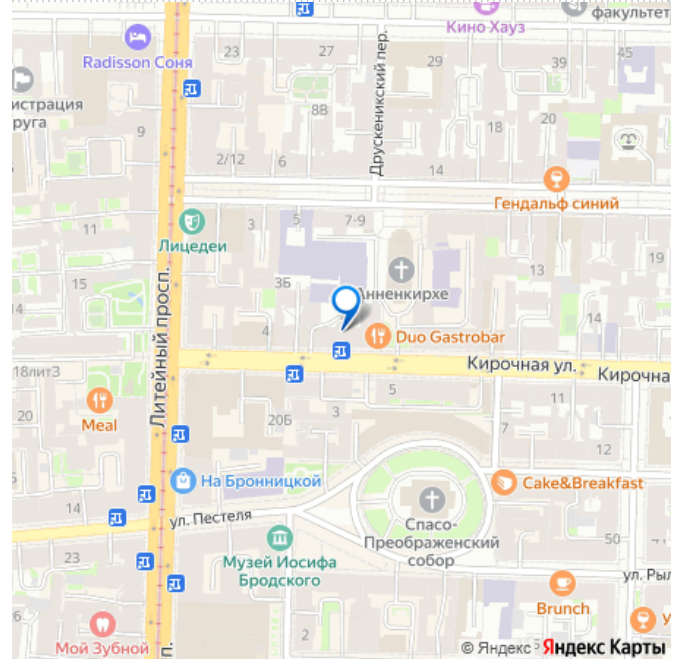 факультет
Кино Хауз
Radisson Соня
23
27
29
39
45
истрация
руга
8В
Друскеникский пер.
18
20
9
2/12
6
14
Гендальф синий
11
Лицедеи
3
5
7-9
13
15
3Б
Анненкирхе
4
Duo Gastrobar
Литейный просп.
Кирочная ул.
Кирочна
18лит3
5
20
Meal
20Б
3
11
7
12
На Бронницкой
Cake&Breakfast
ул. Пестеля
Спасо-
Преображенский
собор
50
23
Музей Иосифа
Бродского
ул. Рыл
Brunch
2
Мой Зубной
п.
У
© Яндекс Яндекс Карты